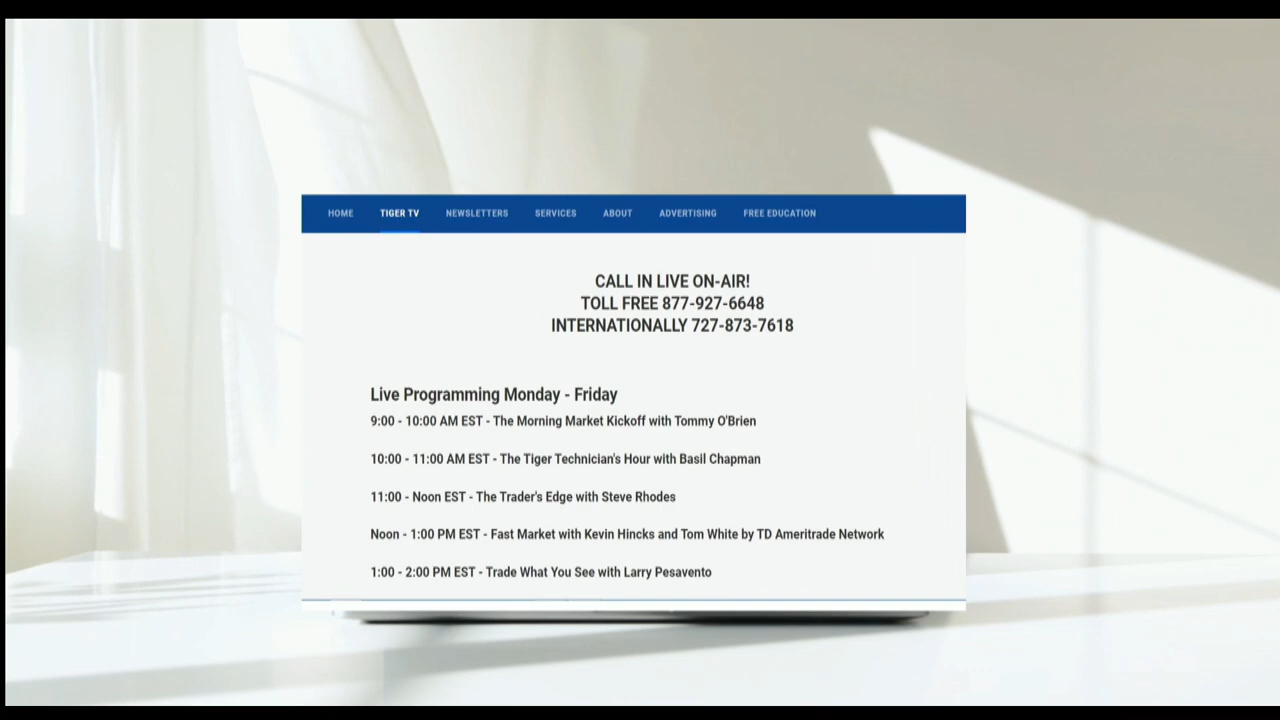 HOME TIGER TV NEWSLETTERS SERVICES ABOUT ADVERTISING FREE EDUCATION
CALL IN LIVE ON-AIR!
TOLL FREE 877-927-6648
INTERNATIONALLY 727-873-7618
Live Programming Monday - Friday
9:00 - 10:00 AM EST - The Morning Market Kickoff with Tommy O'Brien
10:00 - 11:00 AM EST - The Tiger Technician's Hour with Basil Chapman
11:00 - Noon EST - The Trader's Edge with Steve Rhodes
Noon - 1:00 PM EST - Fast Market with Kevin Hincks and Tom White by TD Ameritrade Network
1:00 - 2:00 PM EST - Trade What You See with Larry Pesavento